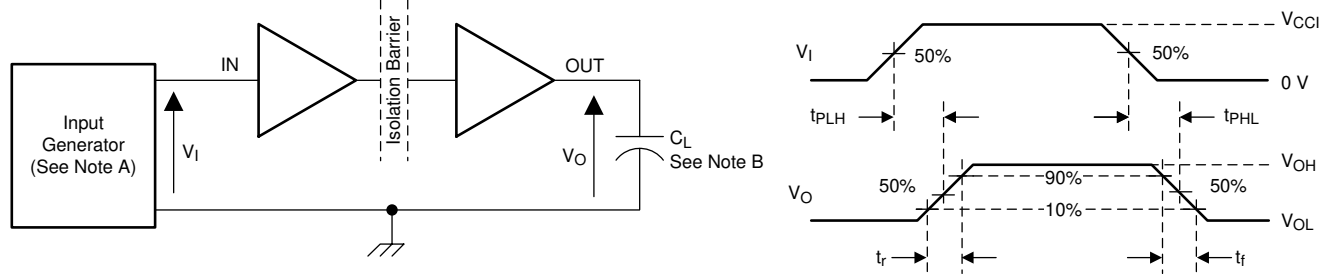 Input
Generator
(See Note A)
VI
IN
Isolation Barrier
OUT
VO
CL
See Note B
VI
50%
50%
VCCI
0 V
tPLH
tPHL
VO
50%
90%
10%
50%
VOH
VOL
tr
tf